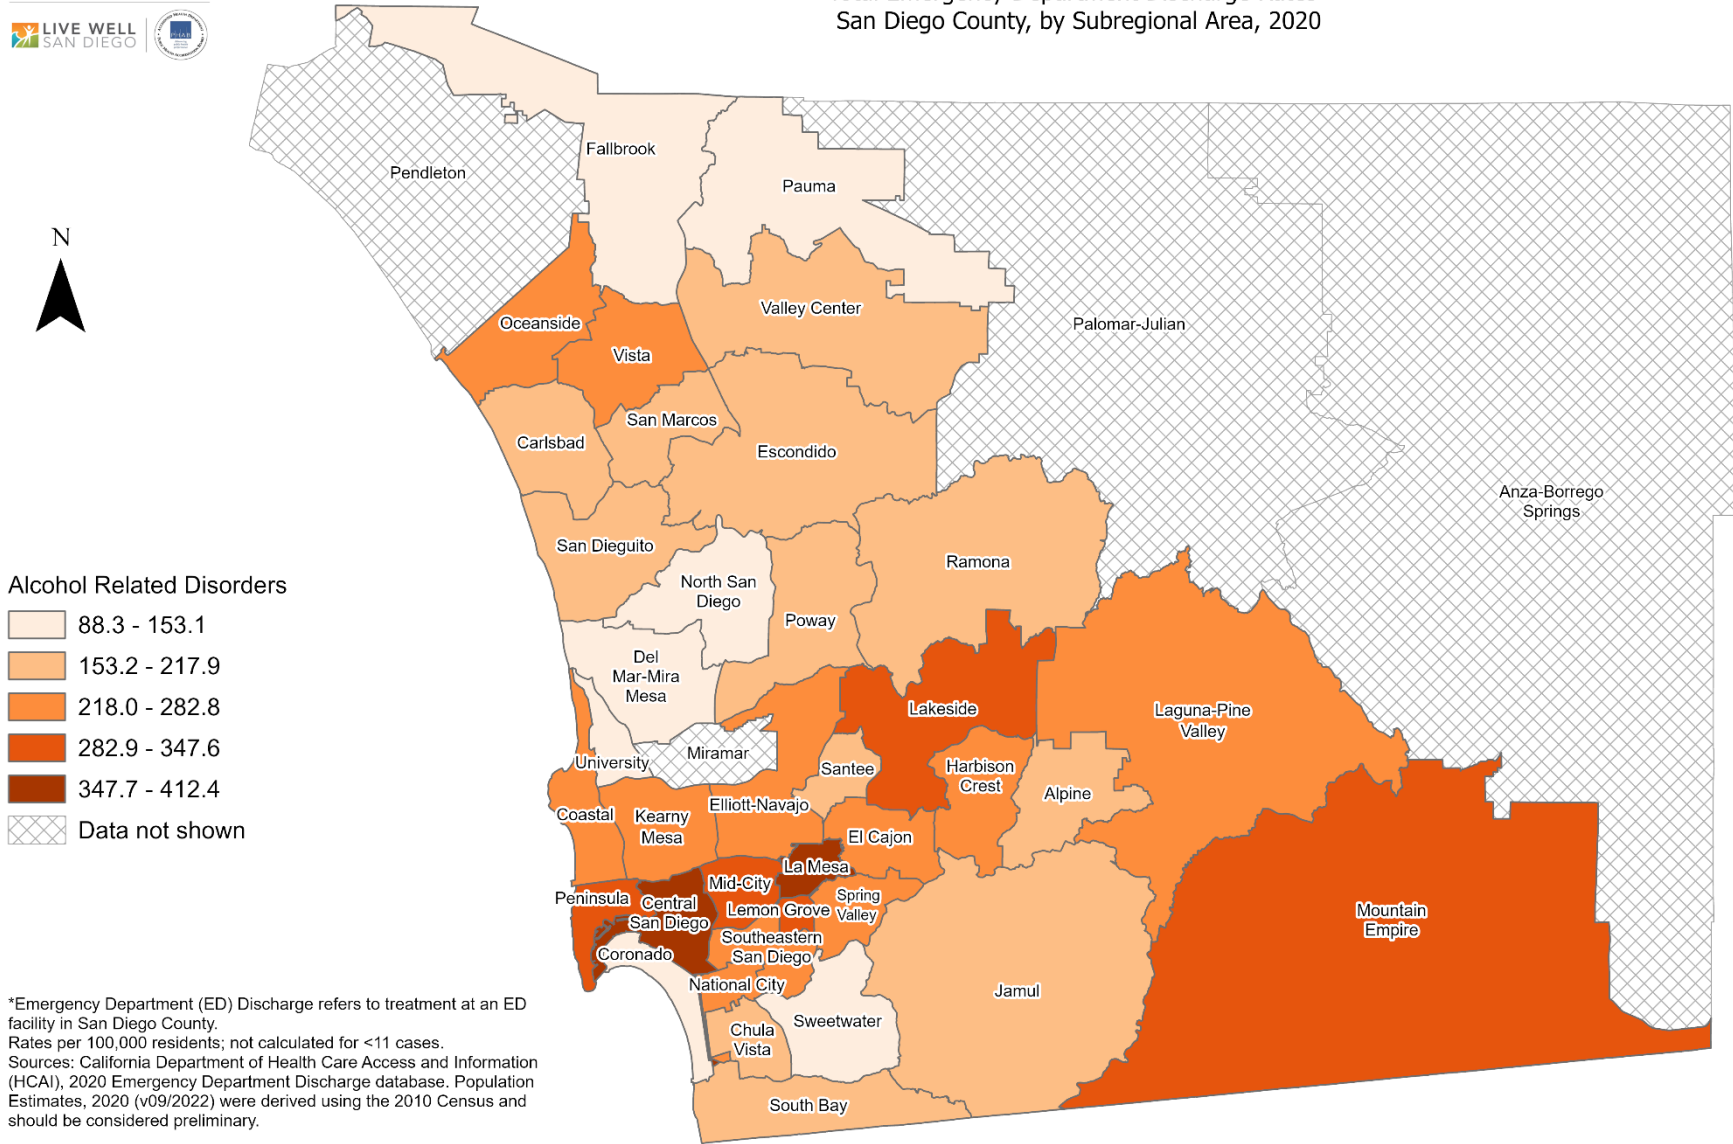 LIVE WELL
SAN DIEGO
San Diego County, by Subregional Area, 2020
N
Fallbrook
Pendleton
Pauma
Valley Center
Oceanside
Palomar-Julian
Vista
San Marcos
Carlsbad
Escondido
Anza-Borrego
Springs
San Dieguito
Ramona
North San
Diego
Poway
Del
Mar-Mira
Mesa
Lakeside
Laguna-Pine
Valley
Miramar
University
Santee
Harbison
Crest
Alpine
Elliott-Navajo
Coastal
Kearny
Mesa
El Cajon
La Mesa
Mid-City
Peninsula
Central
San Diego
Lemon Grove
Spring
Valley
Mountain
Empire
Southeastern
San Diego
Coronado
National City
Jamul
Sweetwater
Chula
Vista
South Bay
Alcohol Related Disorders
88.3 - 153.1
153.2 - 217.9
218.0 - 282.8
282.9 - 347.6
347.7 - 412.4
Data not shown
*Emergency Department (ED) Discharge refers to treatment at an ED
facility in San Diego County.
Rates per 100,000 residents; not calculated for <11 cases.
Sources: California Department of Health Care Access and Information
(HCAI), 2020 Emergency Department Discharge database. Population
Estimates, 2020 (v09/2022) were derived using the 2010 Census and
should be considered preliminary.